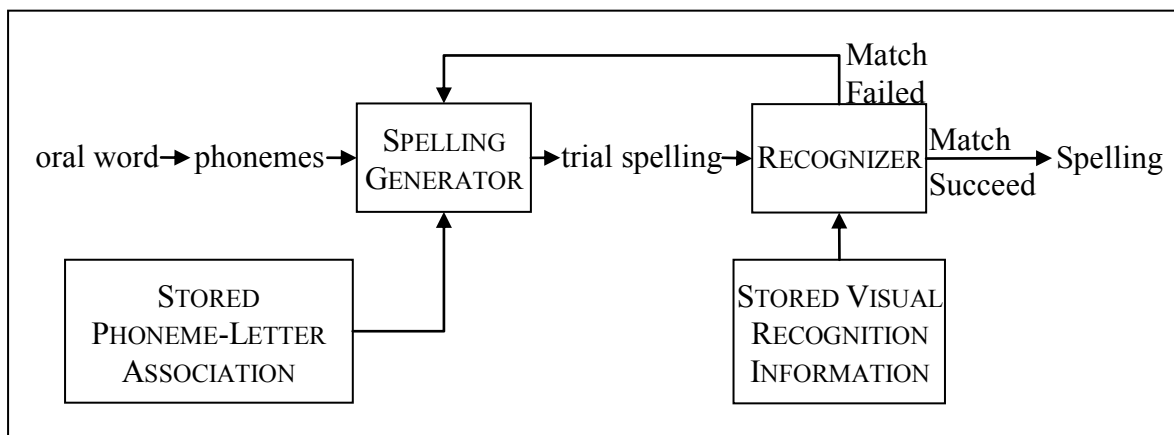 Match
Failed
oral word
phonemes
SPELLING
GENERATOR
trial spelling
RECOGNIZER
Match
Succeed
Spelling
STORED
PHONEME-LETTER
ASSOCIATION
STORED VISUAL
RECOGNITION
INFORMATION